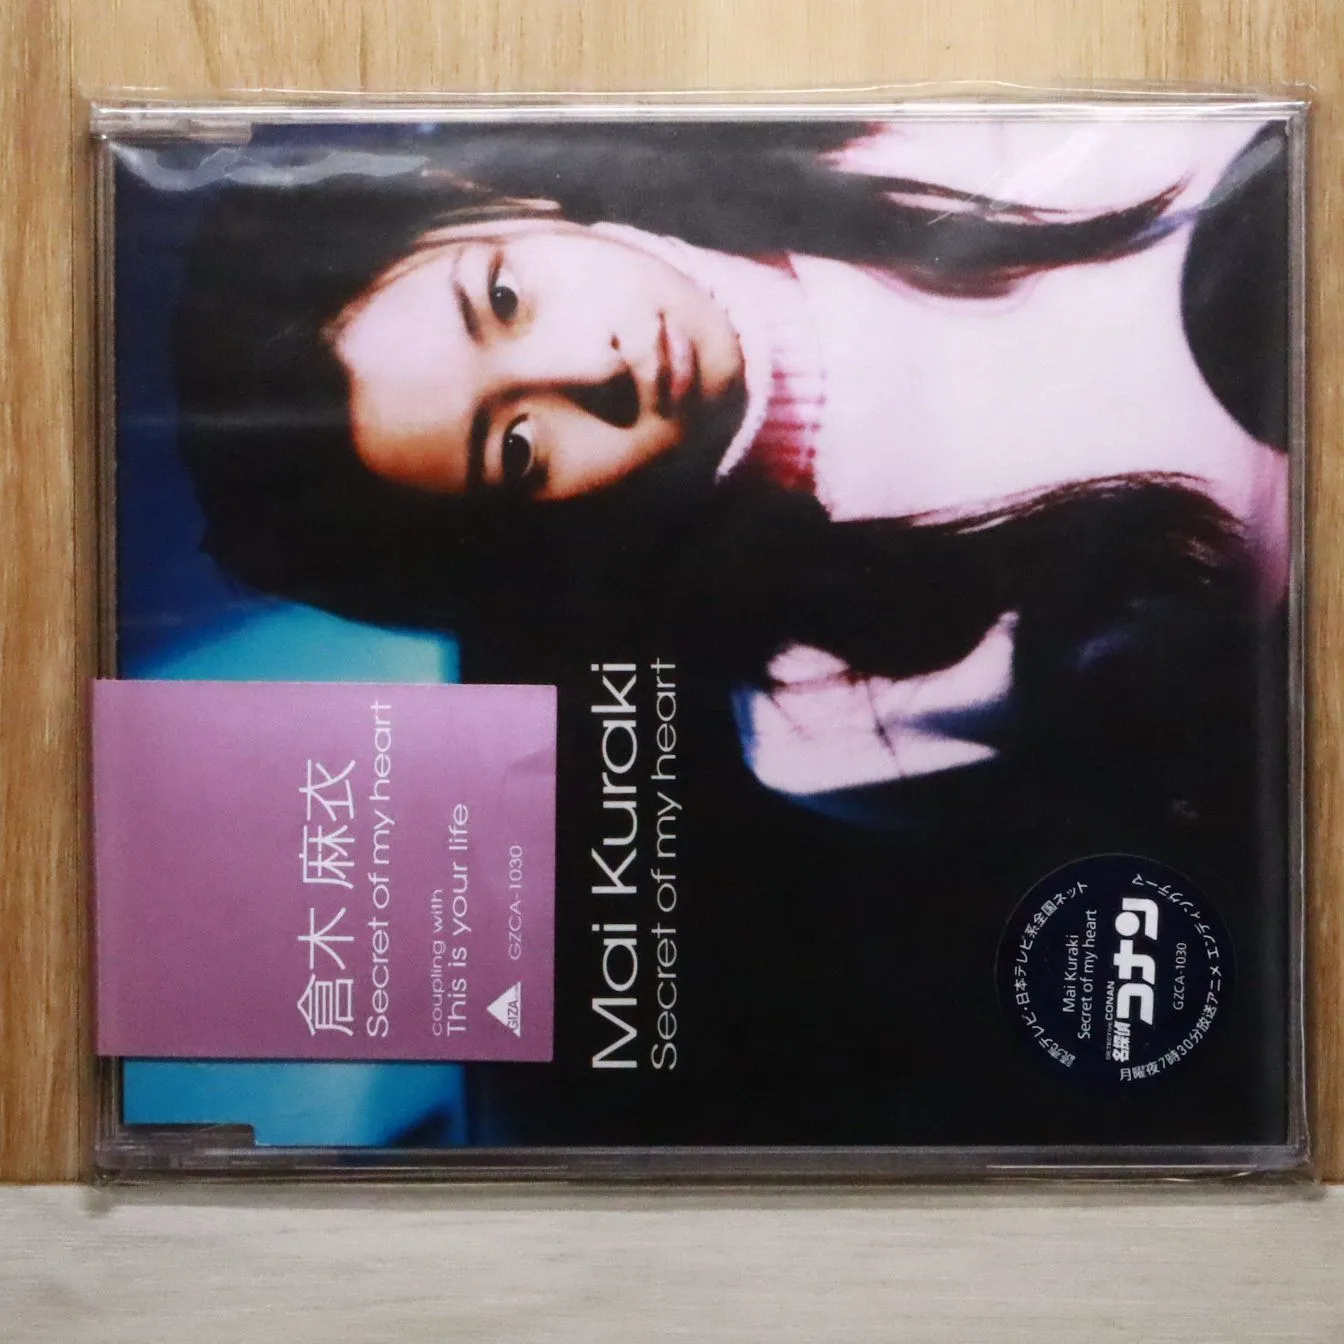 倉木 麻衣
Secret of my heart
coupling with
This is your life
GIZA
GZCA-1030
Mai Kuraki
Secret of my heart
読売テレビ・日本テレビ系全国ネット
Mai Kuraki
Secret of my heart
DETECTIVE CONAN
名探偵
コナン
GZCA-1030
月曜夜7時30分放送アニメ エンディングテーマ